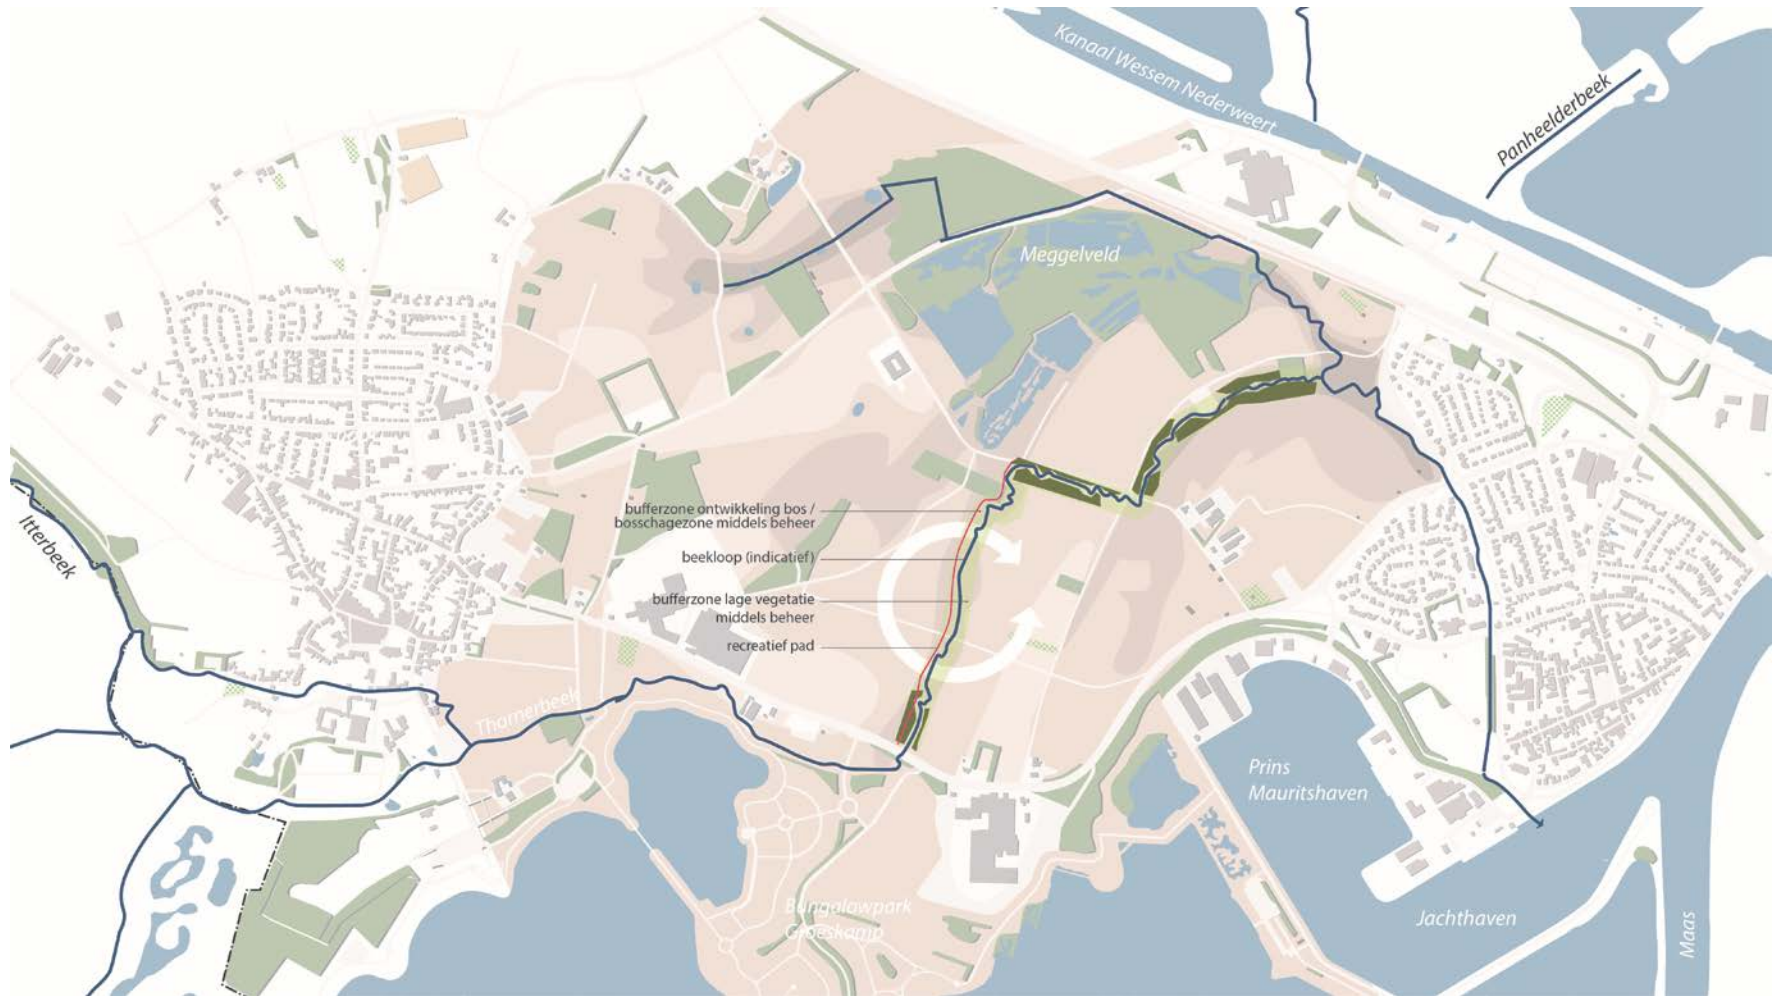 Kanaal Wessem Nederweert
Panheelderbeek
Meggelveld
bufferzone ontwikkeling bos /
bosschagezone middels beheer
beekloop (indicatief)
bufferzone lage vegetatie
middels beheer
recreatief pad
Itterbeek
Thornerbeek
Prins
Mauritshaven
Bungalowpark
Groeskamp
Jachthaven
Maas